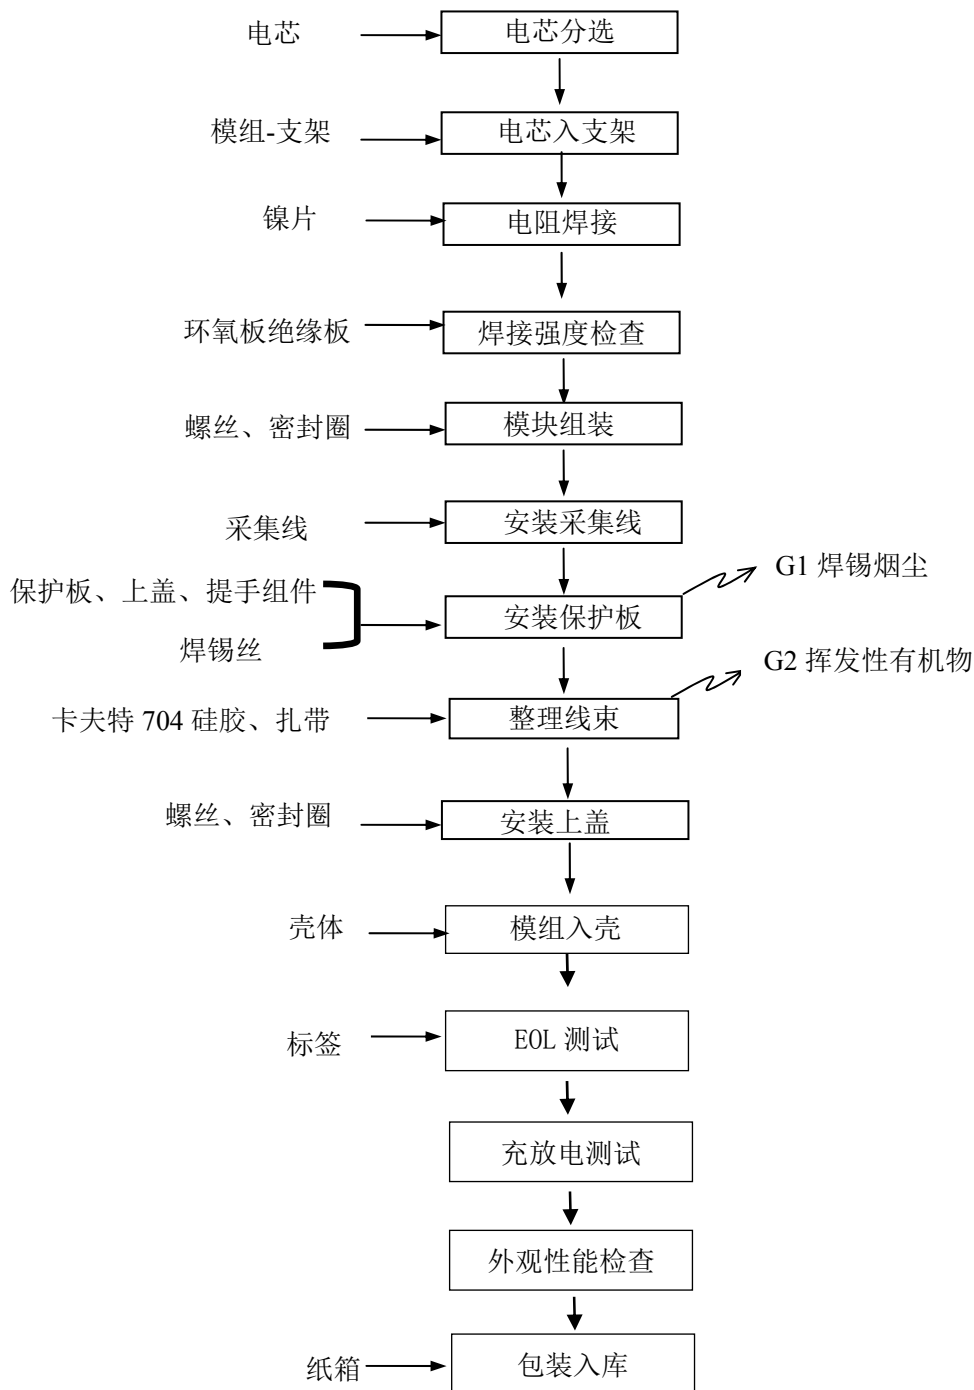 电芯
电芯分选
模组-支架
电芯入支架
镍片
电阻焊接
环氧板绝缘板
焊接强度检查
螺丝、密封圈
模块组装
采集线
安装采集线
G1 焊锡烟尘
保护板、上盖、提手组件
焊锡丝
安装保护板
G2 挥发性有机物
卡夫特 704 硅胶、扎带
整理线束
螺丝、密封圈
安装上盖
壳体
模组入壳
标签
EOL 测试
充放电测试
外观性能检查
纸箱
包装入库